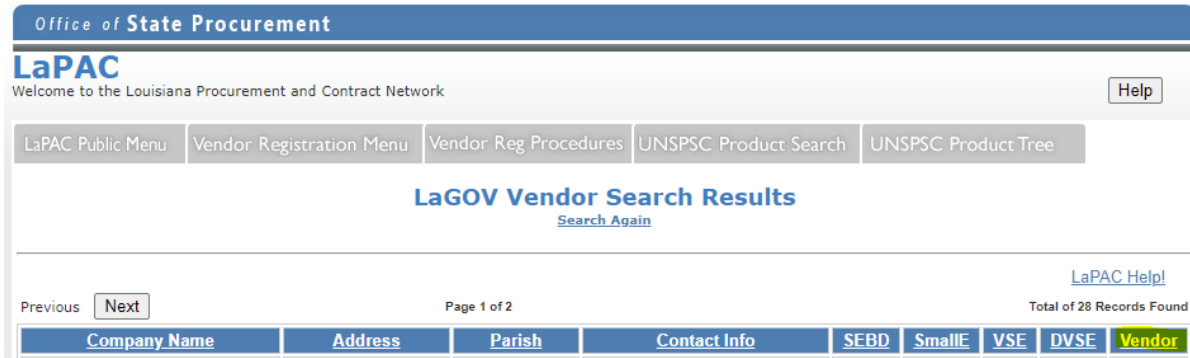 Office of State Procurement
LaPAC
Welcome to the Louisiana Procurement and Contract Network
Help
LaPAC Public Menu Vendor Registration Menu Vendor Reg Procedures UNSPSC Product Search UNSPSC Product Tree
LaGOV Vendor Search Results
Search Again
LaPAC Help!
Previous Next Page 1 of 2 Total of 28 Records Found
Company Name Address Parish Contact Info SEBD SmallE VSE DVSE Vendor